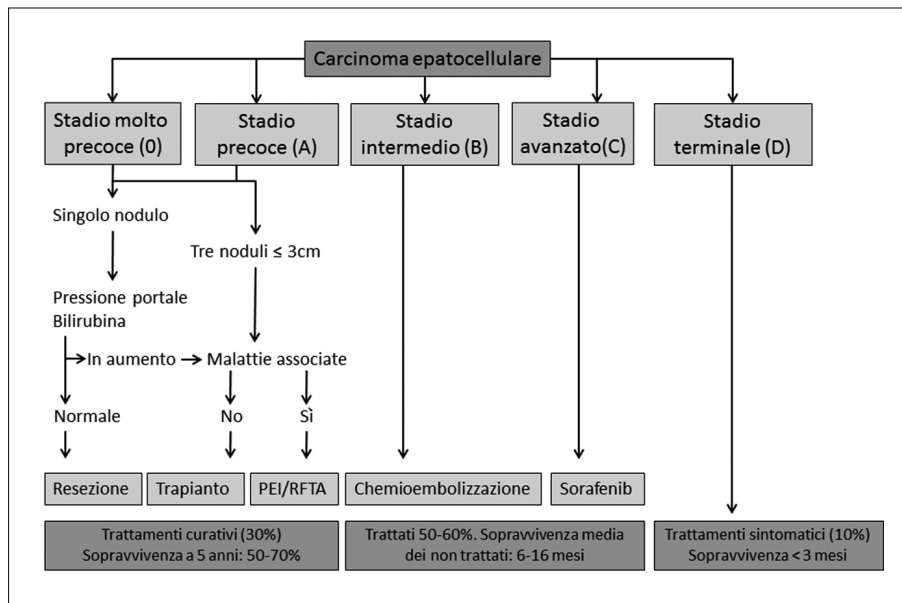 Carcinoma epatocellulare
Stadio molto
precoce (0)
Stadio
precoce (A)
Stadio
intermedio (B)
Stadio
avanzato(C)
Stadio
terminale (D)
Singolo nodulo
Tre noduli ≤ 3cm
Pressione portale
Bilirubina
In aumento
Malattie associate
Normale
No
Sì
Resezione
Trapianto
PEI/RFTA
Chemioembolizzazione
Sorafenib
Trattamenti curativi (30%)
Sopravvivenza a 5 anni: 50-70%
Trattati 50-60%. Sopravvivenza media
dei non trattati: 6-16 mesi
Trattamenti sintomatici (10%)
Sopravvivenza < 3 mesi